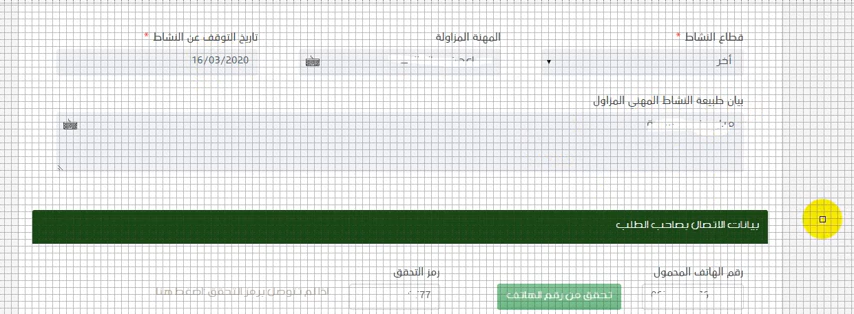 قطاع النشاط * المهنة المزاولة تاريخ التوقف عن النشاط *
أخر 16/03/2020
بيان طبيعة النشاط المهني المزاول
بيانات الاتصال بصاحب الطلب
رقم الهاتف المحمول رمز التحقق
تحقق من رقم الهاتف 77 اذا لم تتوصل برمز التحقق اضغط هنا